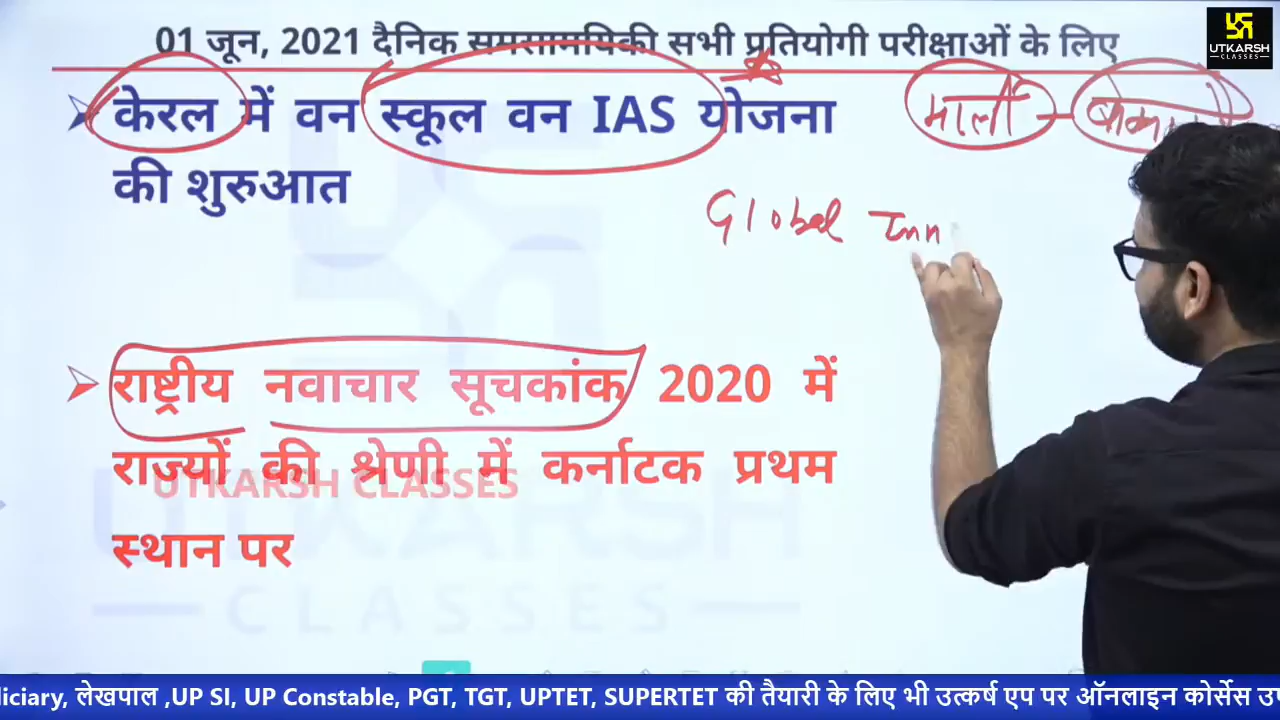 01 जून, 2021 दैनिक समसामयिकी सभी प्रतियोगी परीक्षाओं के लिए
UTKARSH
CLASSES
केरल में वन स्कूल वन IAS योजना
की शुरुआत
माली -
Global Inn
राष्ट्रीय नवाचार सूचकांक 2020 में
राज्यों की श्रेणी में कर्नाटक प्रथम
स्थान पर
UTKARSH CLASSES
UTKARSH
CLASSES
liciary, लेखपाल ,UP SI, UP Constable, PGT, TGT, UPTET, SUPERTET की तैयारी के लिए भी उत्कर्ष एप पर ऑनलाइन कोर्सेस उप